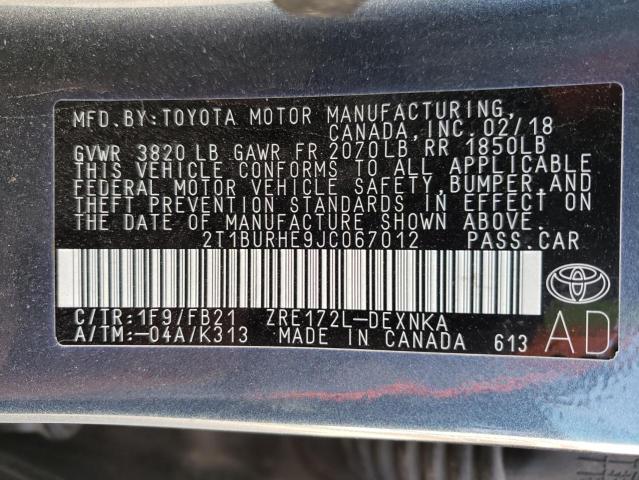 MFD.BY:TOYOTA MOTOR MANUFACTURING,
CANADA,INC.02/18
GVWR 3820LB GAWR FR 2070LB RR 1850LB
THIS VEHICLE CONFORMS TO ALL APPLICABLE
FEDERAL MOTOR VEHICLE SAFETY,BUMPER,AND
THEFT PREVENTION STANDARDS IN EFFECT ON
THE DATE OF MANUFACTURE SHOWN ABOVE.
2T1BURHE9JC067012 PASS.CAR
C/TR:1F9/FB21 ZRE172L-DEXNKA
A/TM:-04A/K313 MADE IN CANADA 613
AD